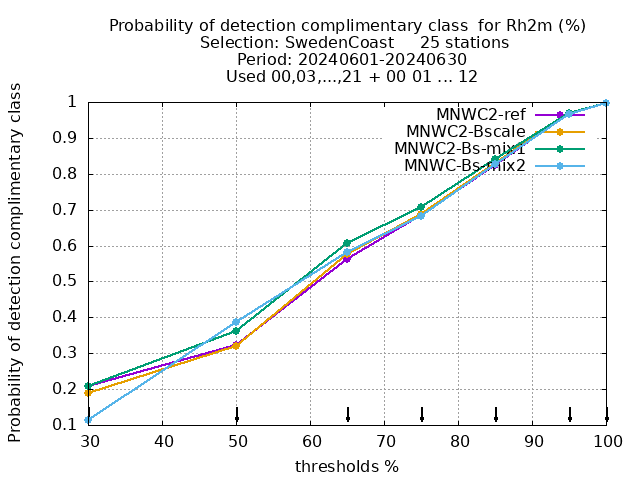 Probability of detection complimentary class  for Rh2m (%)
Selection: SwedenCoast     25 stations
Period: 20240601-20240630
Used 00,03,...,21 + 00 01 ... 12
Probability of detection complimentary class
1
0.9
0.8
0.7
0.6
0.5
0.4
0.3
0.2
0.1
MNWC2-ref
MNWC2-Bscale
MNWC2-Bs-mix1
MNWC-Bs-mix2
30 40 50 60 70 80 90 100
thresholds %